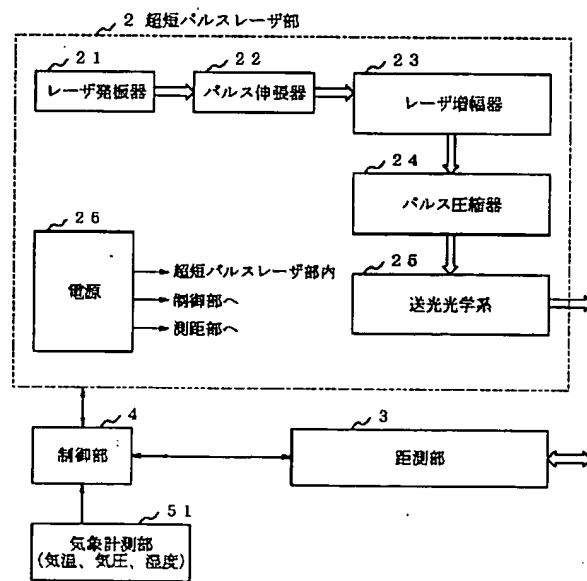 2 超短パルスレーザ部
21
レーザ発振器
22
パルス伸張器
23
レーザ増幅器
24
パルス圧縮器
25
送光光学系
26
電源
超短パルスレーザ部内
制御部へ
測距部へ
4
制御部
3
距測部
51
気象計測部
(気温、気圧、湿度)